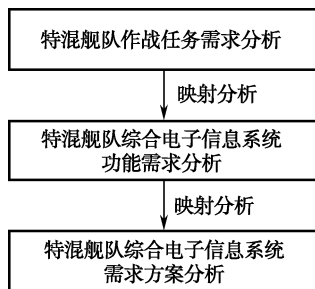 特混舰队作战任务需求分析
映射分析
特混舰队综合电子信息系统
功能需求分析
映射分析
特混舰队综合电子信息系统
需求方案分析